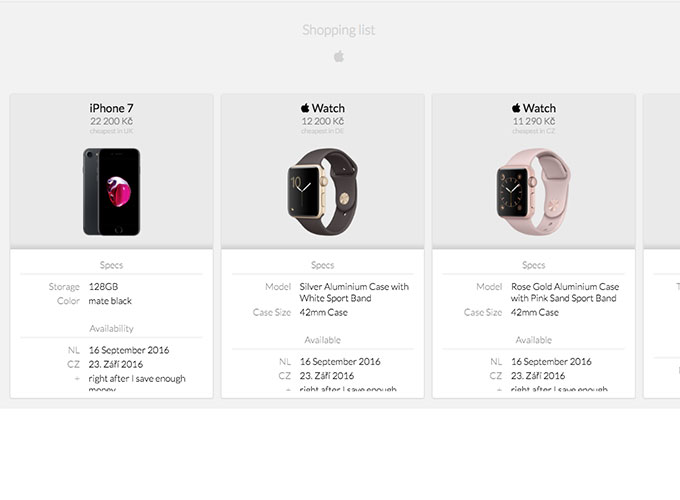 Shopping list
iPhone 7
22 200 Kč
cheapest in UK
Specs
Storage 128GB
Color mate black
Availability
NL 16 September 2016
CZ 23. Září 2016
+ right after I save enough
money
Watch
12 200 Kč
cheapest in DE
Specs
Model Silver Aluminium Case with
White Sport Band
Case Size 42mm Case
Available
NL 16 September 2016
CZ 23. Září 2016
+ right after I save enough
Watch
11 290 Kč
cheapest in CZ
Specs
Model Rose Gold Aluminium Case
with Pink Sand Sport Band
Case Size 42mm Case
Available
NL 16 September 2016
CZ 23. Září 2016
+ right after I save enough